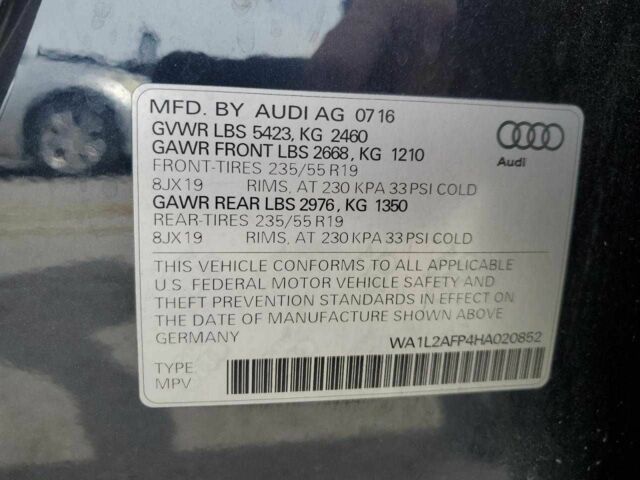 MFD. BY AUDI AG 0716
GVWR LBS 5423, KG 2460
GAWR FRONT LBS 2668, KG 1210
FRONT-TIRES 235/55 R19
8JX19 RIMS, AT 230 KPA 33 PSI COLD
GAWR REAR LBS 2976, KG 1350
REAR-TIRES 235/55 R19
8JX19 RIMS, AT 230 KPA 33 PSI COLD
Audi
THIS VEHICLE CONFORMS TO ALL APPLICABLE
U.S. FEDERAL MOTOR VEHICLE SAFETY AND
THEFT PREVENTION STANDARDS IN EFFECT ON
THE DATE OF MANUFACTURE SHOWN ABOVE
GERMANY
WA1L2AFP4HA020852
TYPE:
MPV